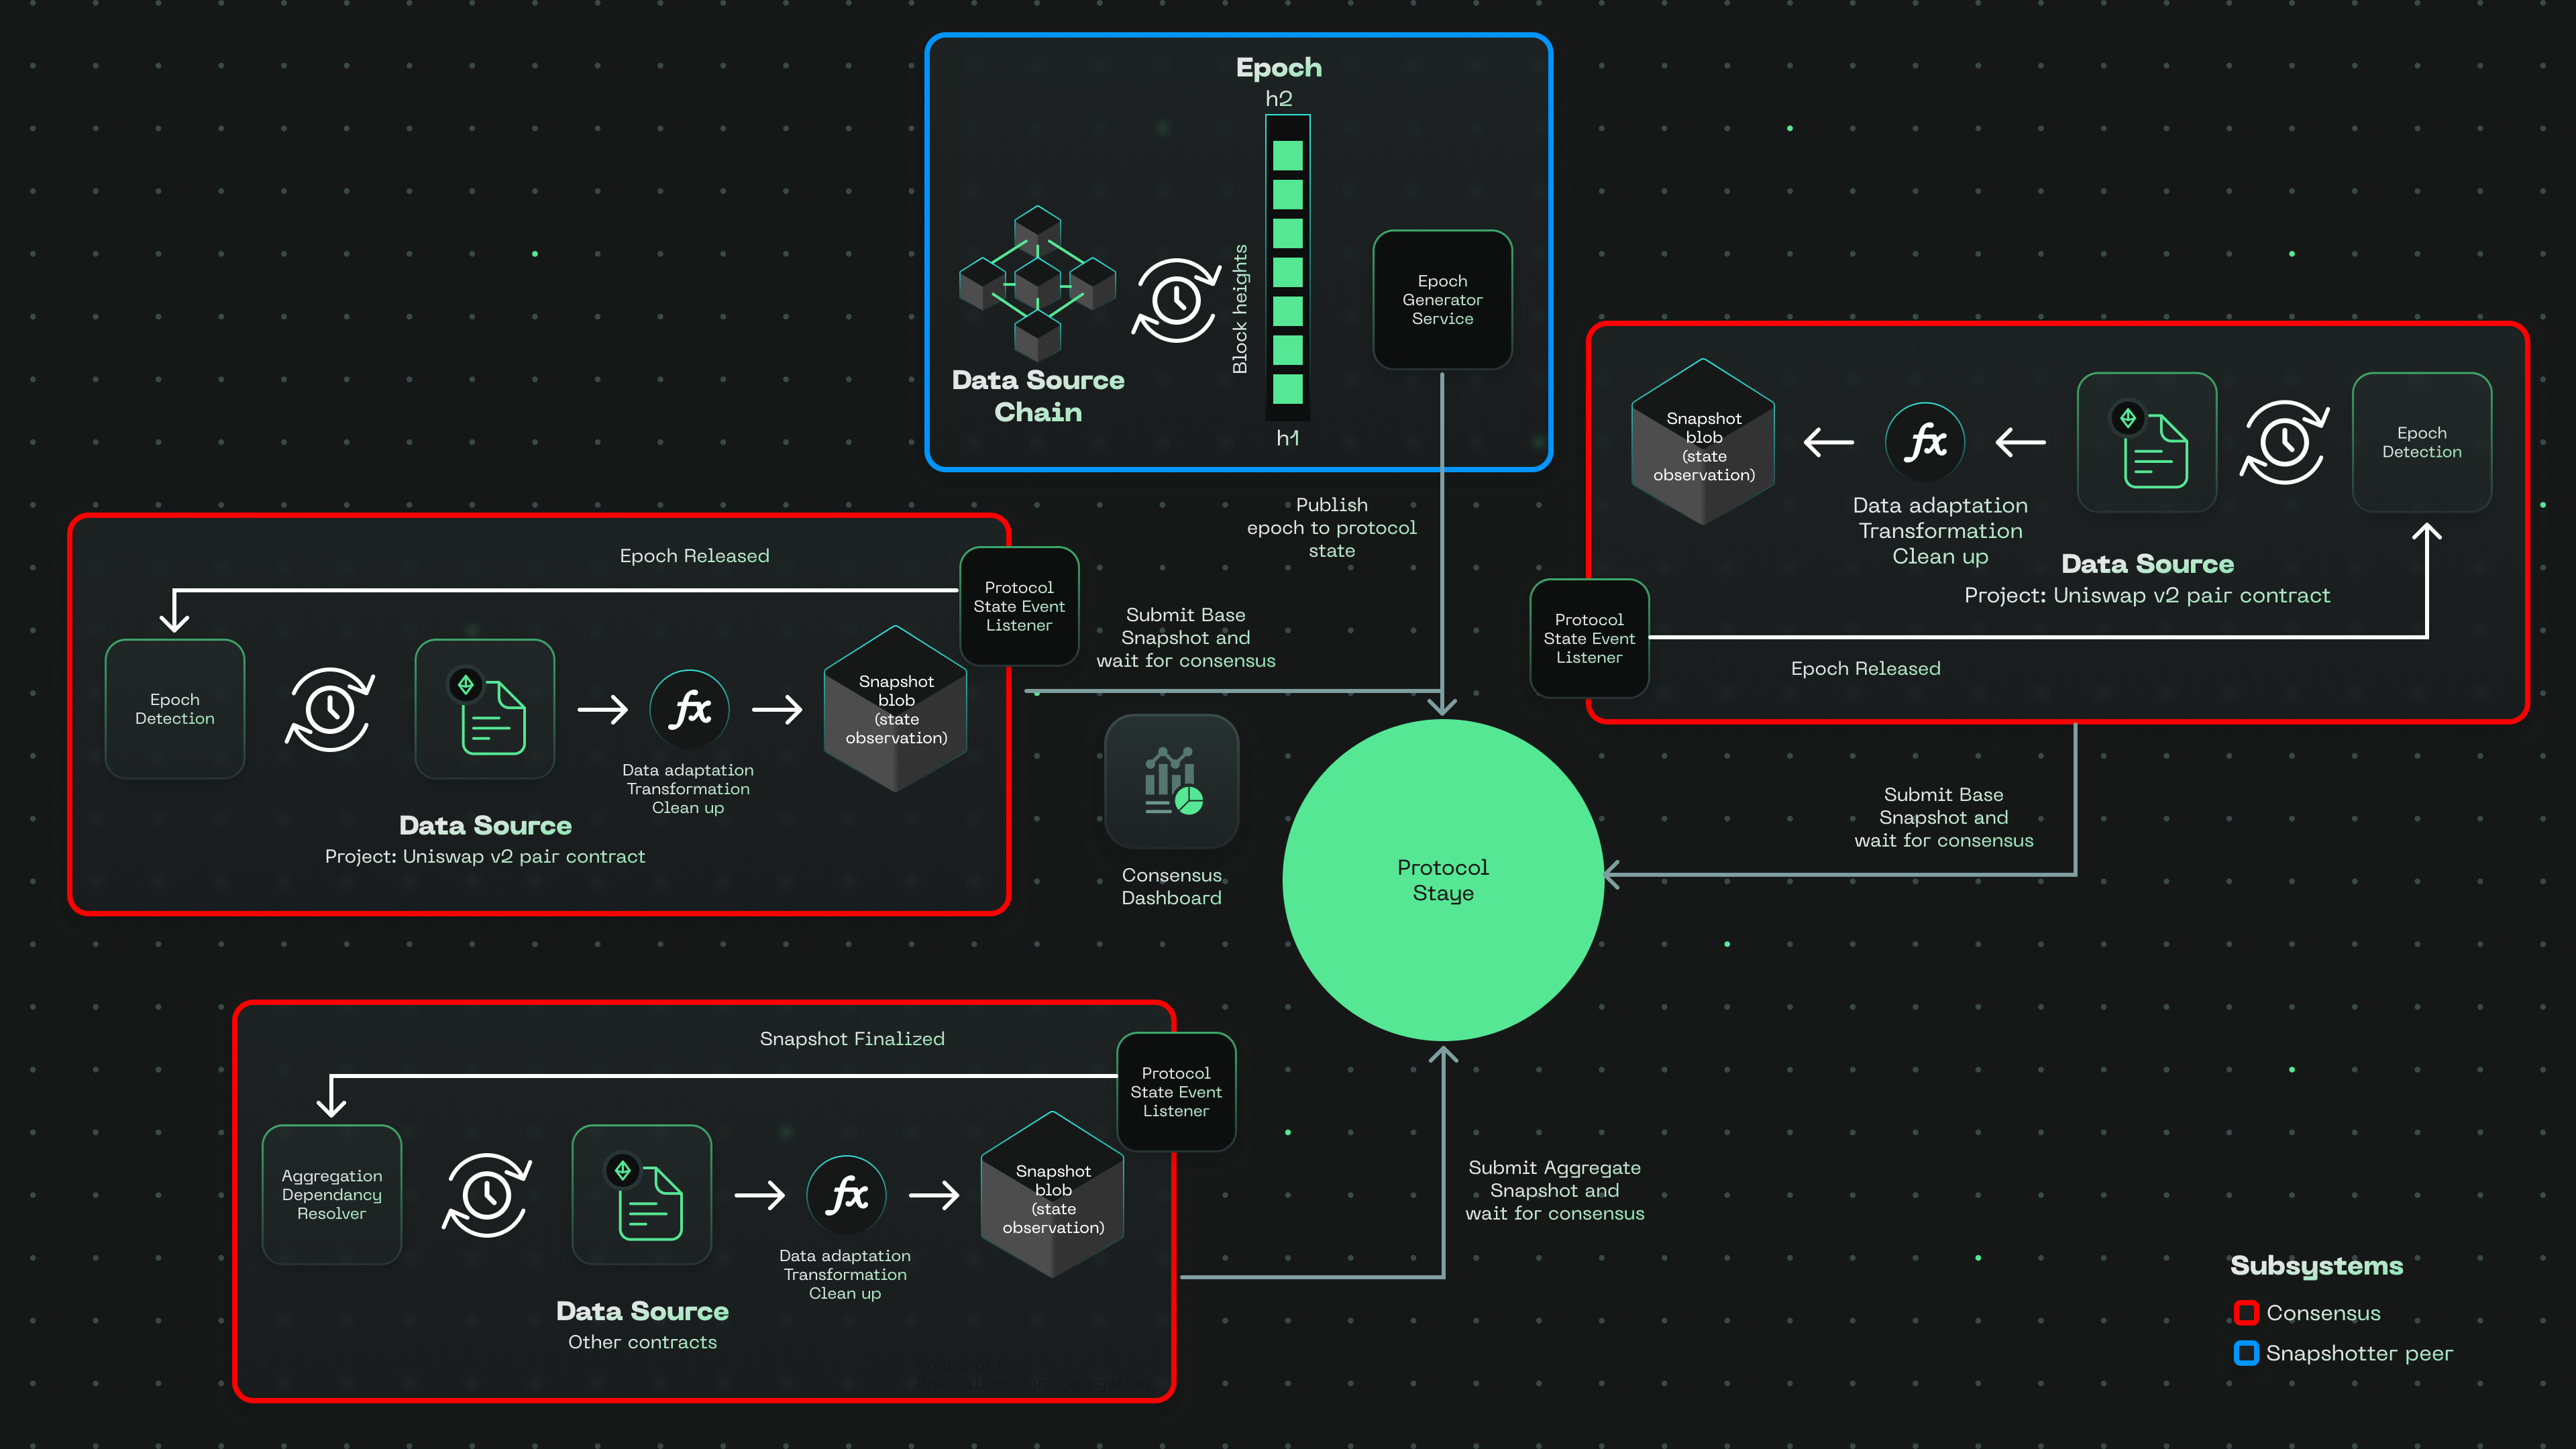 Epoch
h2
Block heights
h1
Data Source
Chain
Epoch
Generator
Service
Publish
epoch to protocol
state
Epoch Released
Protocol
State Event
Listener
Epoch
Detection
Data Source
Project: Uniswap v2 pair contract
Data adaptation
Transformation
Clean up
Snapshot
blob
(state
observation)
Submit Base
Snapshot and
wait for consensus
Consensus
Dashboard
Protocol
Staye
Snapshot
blob
(state
observation)
Data adaptation
Transformation
Clean up
Data Source
Project: Uniswap v2 pair contract
Epoch
Detection
Protocol
State Event
Listener
Epoch Released
Submit Base
Snapshot and
wait for consensus
Snapshot Finalized
Protocol
State Event
Listener
Aggregation
Dependancy
Resolver
Data Source
Other contracts
Data adaptation
Transformation
Clean up
Snapshot
blob
(state
observation)
Submit Aggregate
Snapshot and
wait for consensus
Subsystems
Consensus
Snapshotter peer